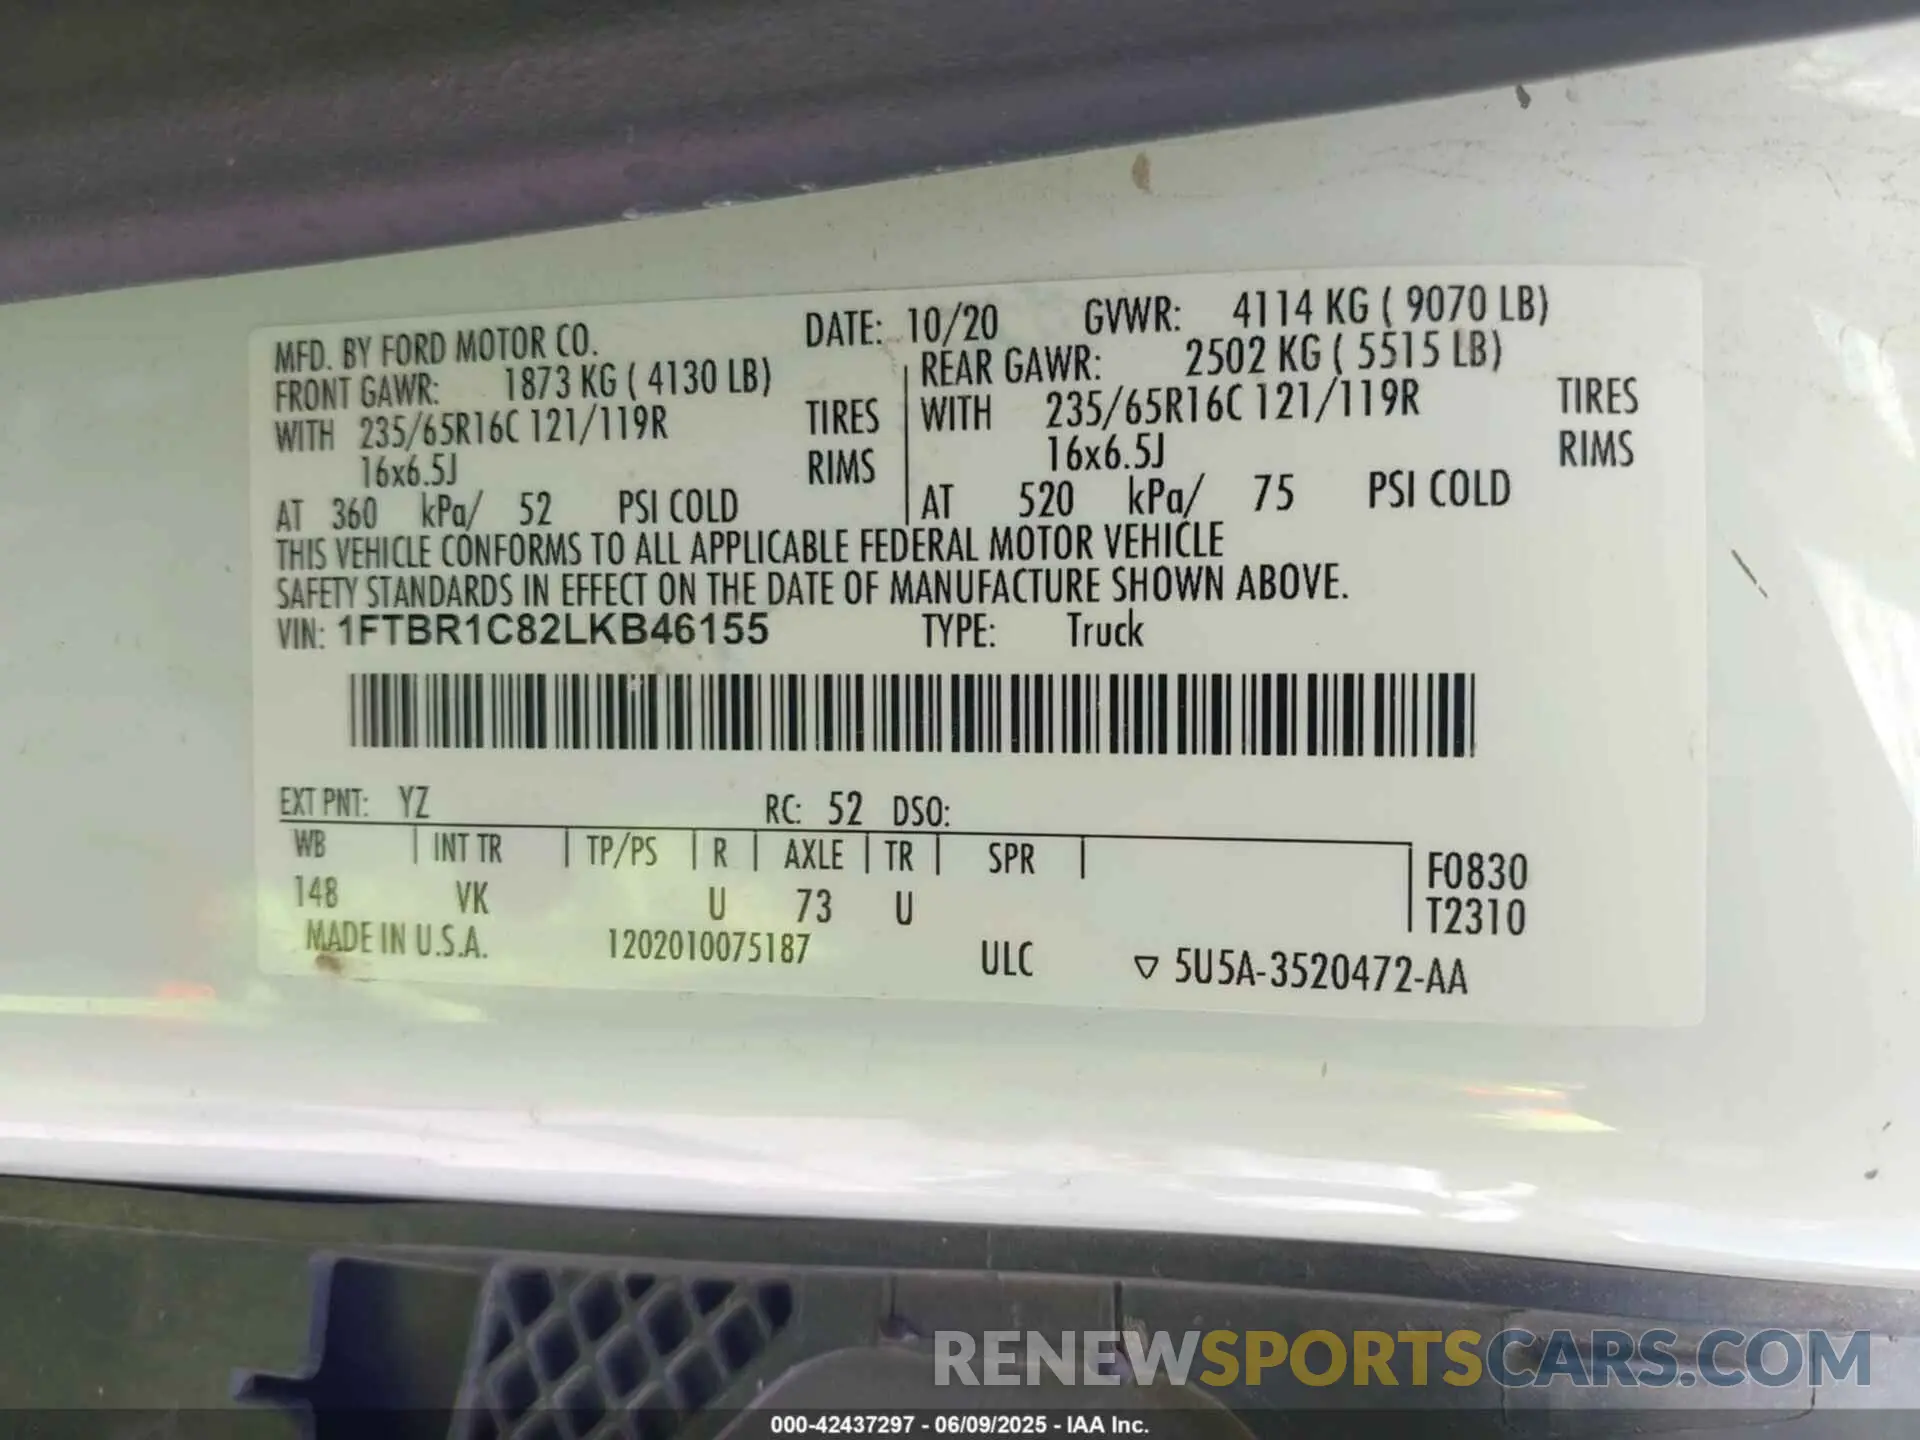 MFD. BY FORD MOTOR CO. DATE: 10/20 GVWR: 4114 KG ( 9070 LB)
FRONT GAWR: 1873 KG ( 4130 LB) REAR GAWR: 2502 KG ( 5515 LB)
WITH 235/65R16C 121/119R TIRES WITH 235/65R16C 121/119R TIRES
16x6.5J RIMS 16x6.5J RIMS
AT 360 kPa/ 52 PSI COLD AT 520 kPa/ 75 PSI COLD
THIS VEHICLE CONFORMS TO ALL APPLICABLE FEDERAL MOTOR VEHICLE
SAFETY STANDARDS IN EFFECT ON THE DATE OF MANUFACTURE SHOWN ABOVE.
VIN: 1FTBR1C82LKB46155 TYPE: Truck
EXT PNT: YZ RC: 52 DSO:
WB INT TR TP/PS R AXLE TR SPR F0830
148 VK U 73 U T2310
MADE IN U.S.A. 1202010075187 ULC ▽ 5U5A-3520472-AA
RENEWSPORTSCARS.COM
000-42437297 - 06/09/2025 - IAA Inc.